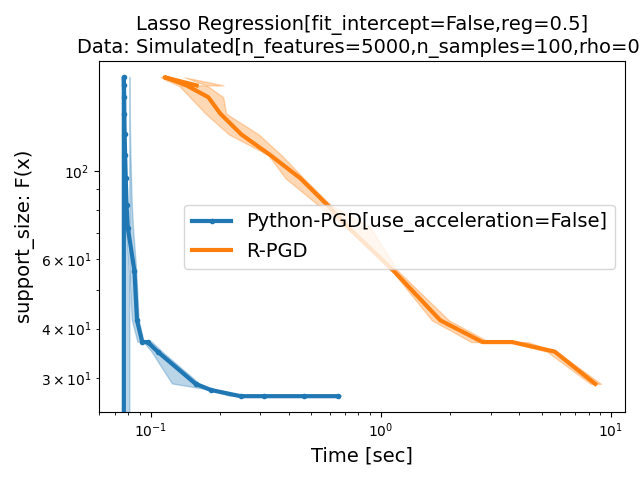 Lasso Regression[fit_intercept=False,reg=0.5]
Data: Simulated[n_features=5000,n_samples=100,rho=0
support_size: F(x)
10²
6 × 10¹
4 × 10¹
3 × 10¹
Python-PGD[use_acceleration=False]
R-PGD
10⁻¹ 10⁰ 10¹
Time [sec]